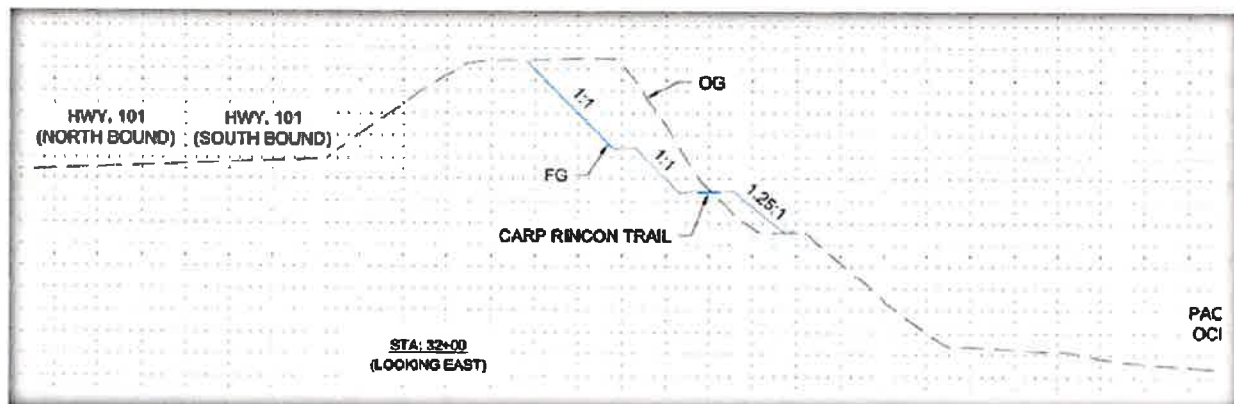 HWY. 101
(NORTH BOUND)
HWY. 101
(SOUTH BOUND)
1:1
OG
FG
1:1
1.25:1
CARP RINCON TRAIL
STA: 32+00
(LOOKING EAST)
PAC
OCI